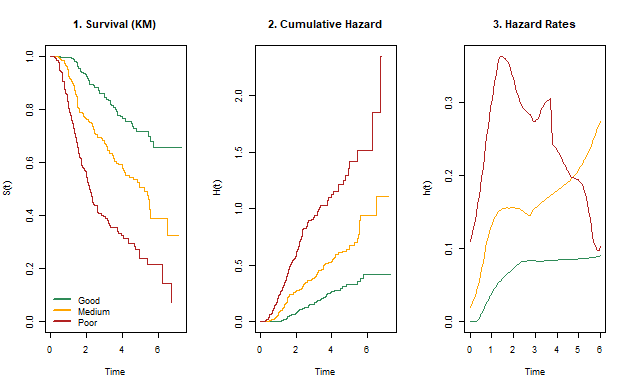 1. Survival (KM)
S(t)
1.0
0.8
0.6
0.4
0.2
0.0
Good
Medium
Poor
0 2 4 6
Time
2. Cumulative Hazard
H(t)
2.0
1.5
1.0
0.5
0.0
0 2 4 6
Time
3. Hazard Rates
h(t)
0.3
0.2
0.1
0.0
0 1 2 3 4 5 6
Time